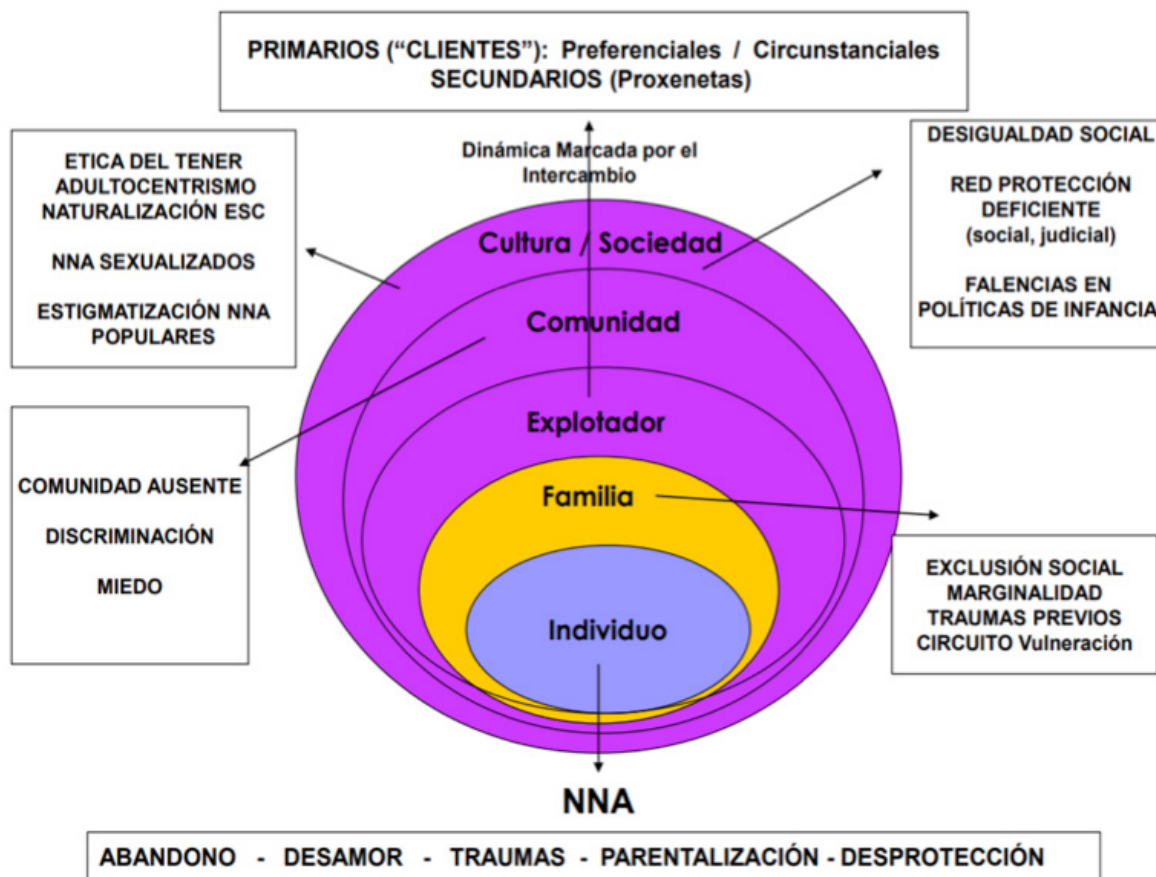 PRIMARIOS (“CLIENTES”): Preferenciales / Circunstanciales
SECUNDARIOS (Proxenetas)
ETICA DEL TENER
ADULTOCENTRISMO
NATURALIZACIÓN ESC
NNA SEXUALIZADOS
ESTIGMATIZACIÓN NNA
POPULARES
Dinámica Marcada por el
Intercambio
DESIGUALDAD SOCIAL
RED PROTECCIÓN
DEFICIENTE
(social, judicial)
FALENCIAS EN
POLÍTICAS DE INFANCIA
Cultura / Sociedad
Comunidad
Explotador
Familia
Individuo
COMUNIDAD AUSENTE
DISCRIMINACIÓN
MIEDO
EXCLUSIÓN SOCIAL
MARGINALIDAD
TRAUMAS PREVIOS
CIRCUITO Vulneración
NNA
ABANDONO - DESAMOR - TRAUMAS - PARENTALIZACIÓN - DESPROTECCIÓN